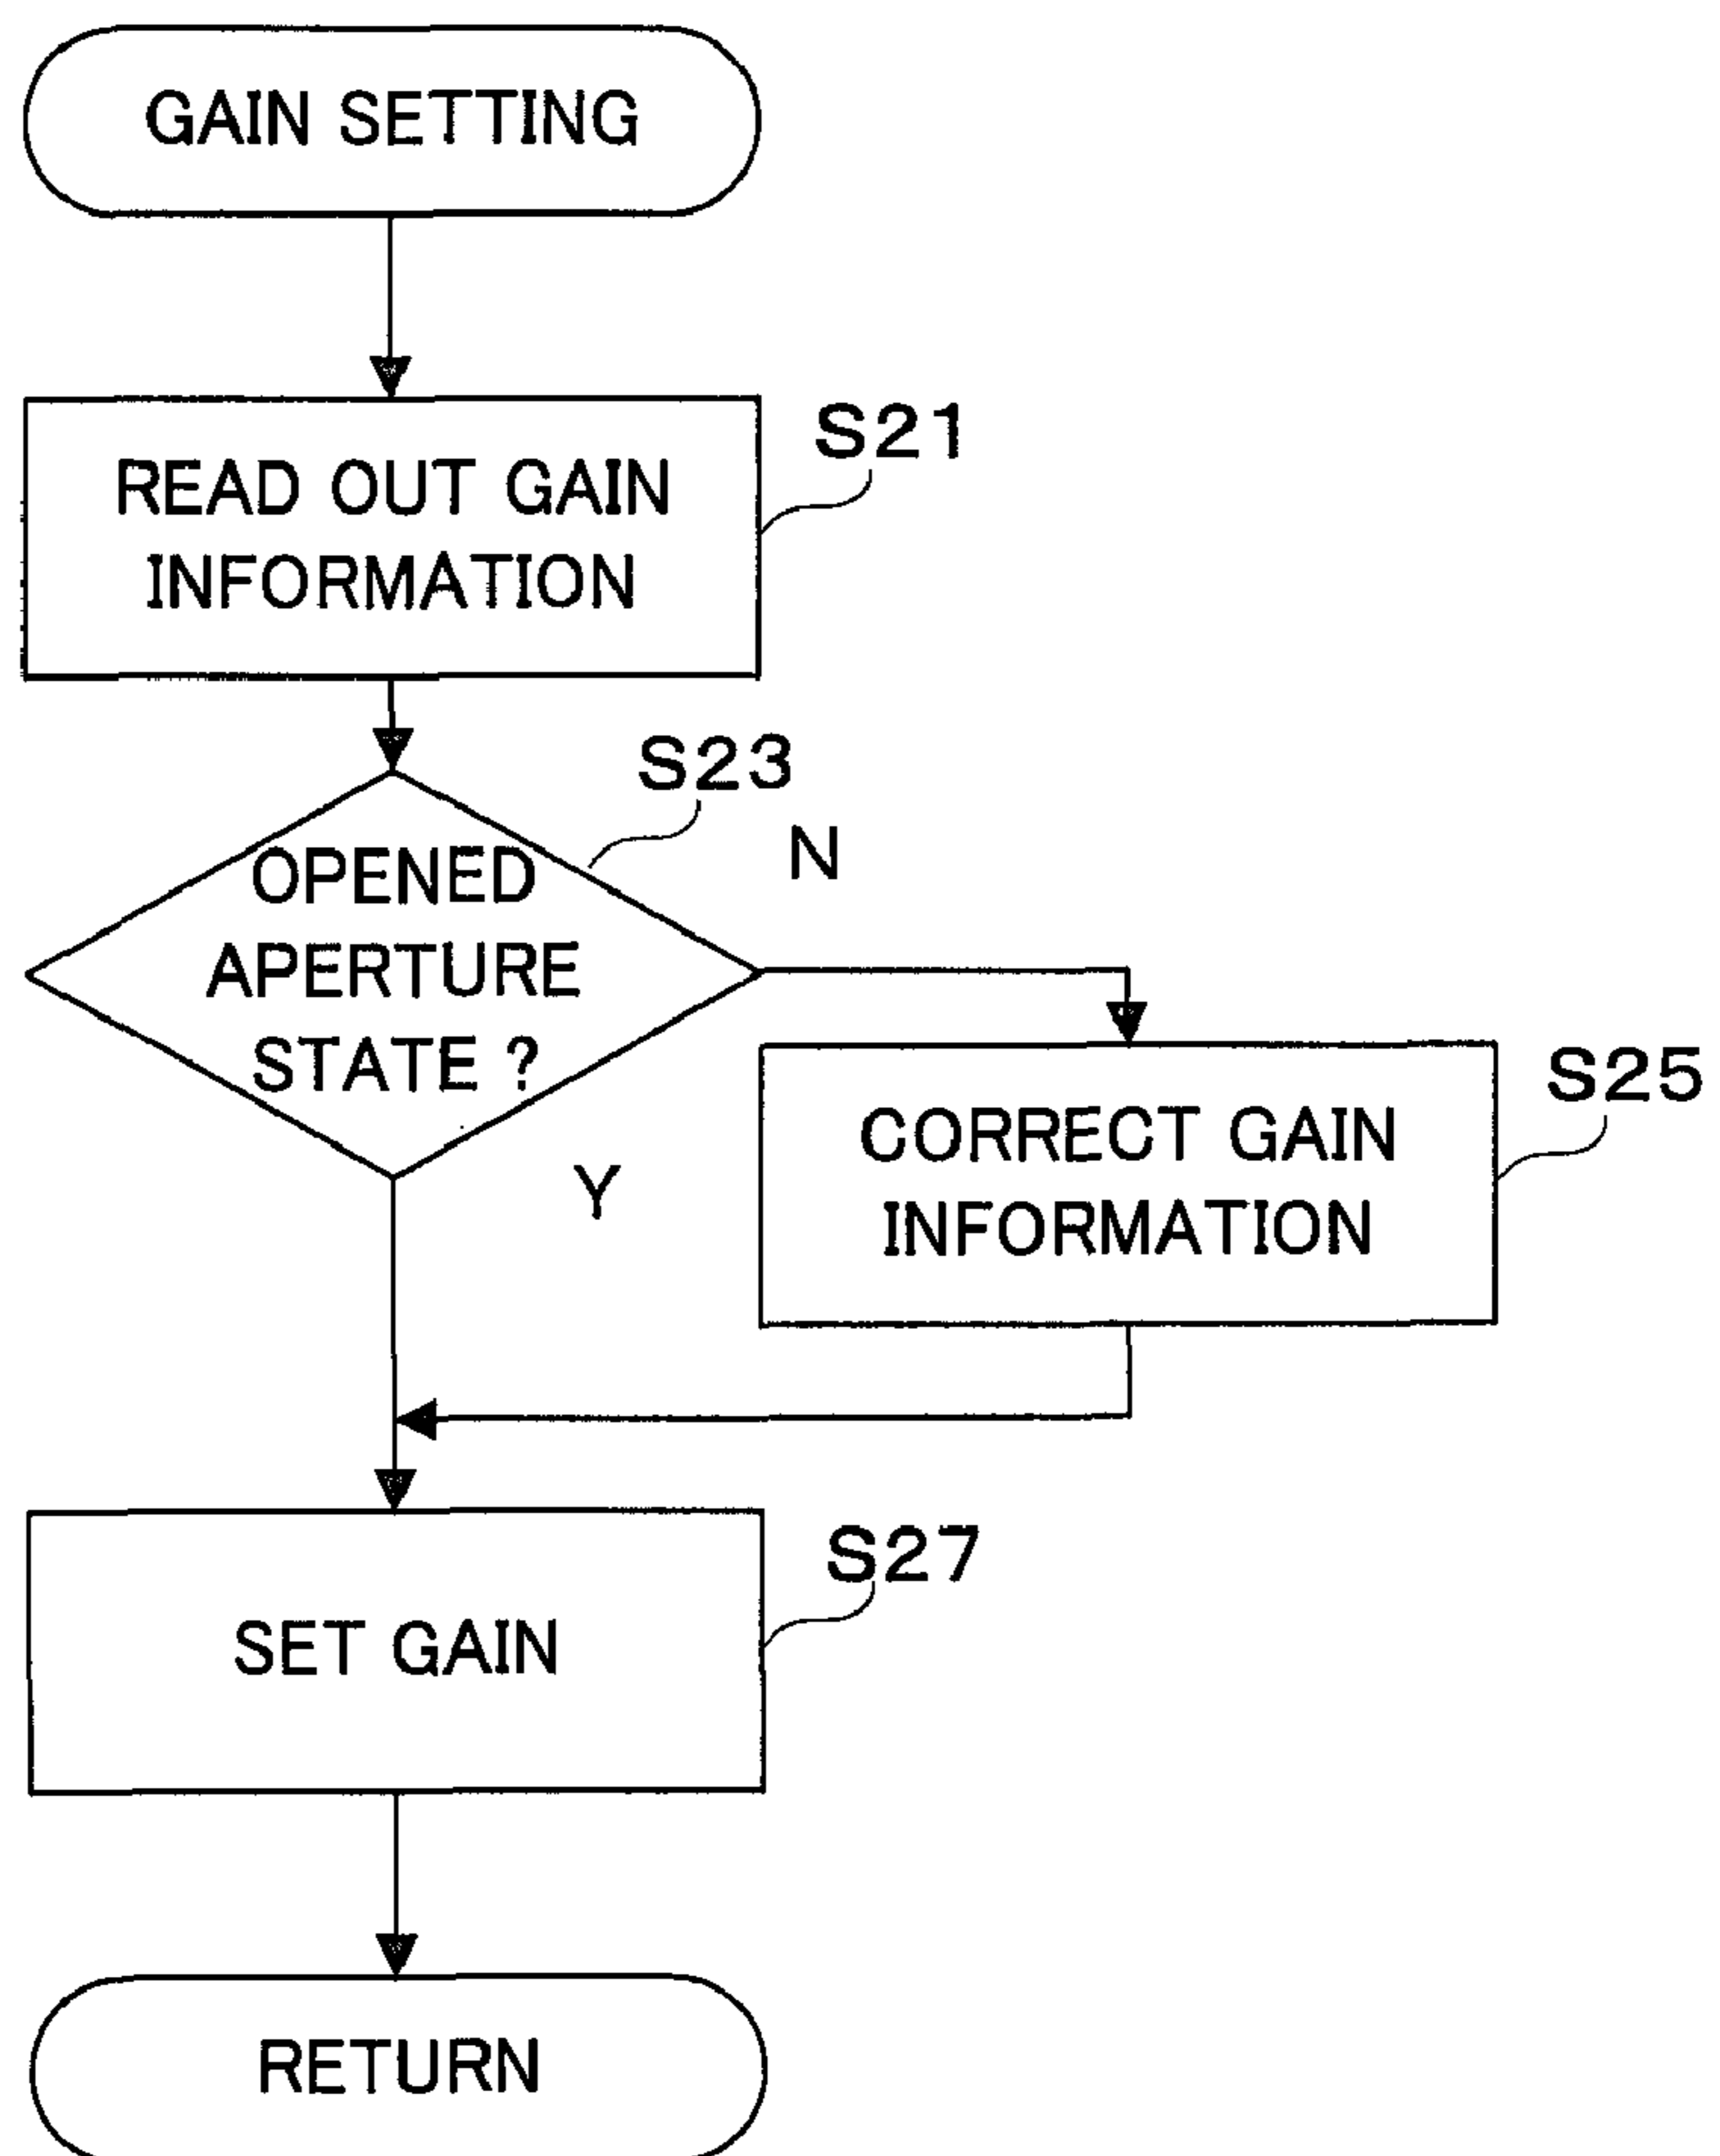 GAIN SETTING
S21
READ OUT GAIN
INFORMATION
S23
N
OPENED
APERTURE
STATE ?
Y
S25
CORRECT GAIN
INFORMATION
S27
SET GAIN
RETURN